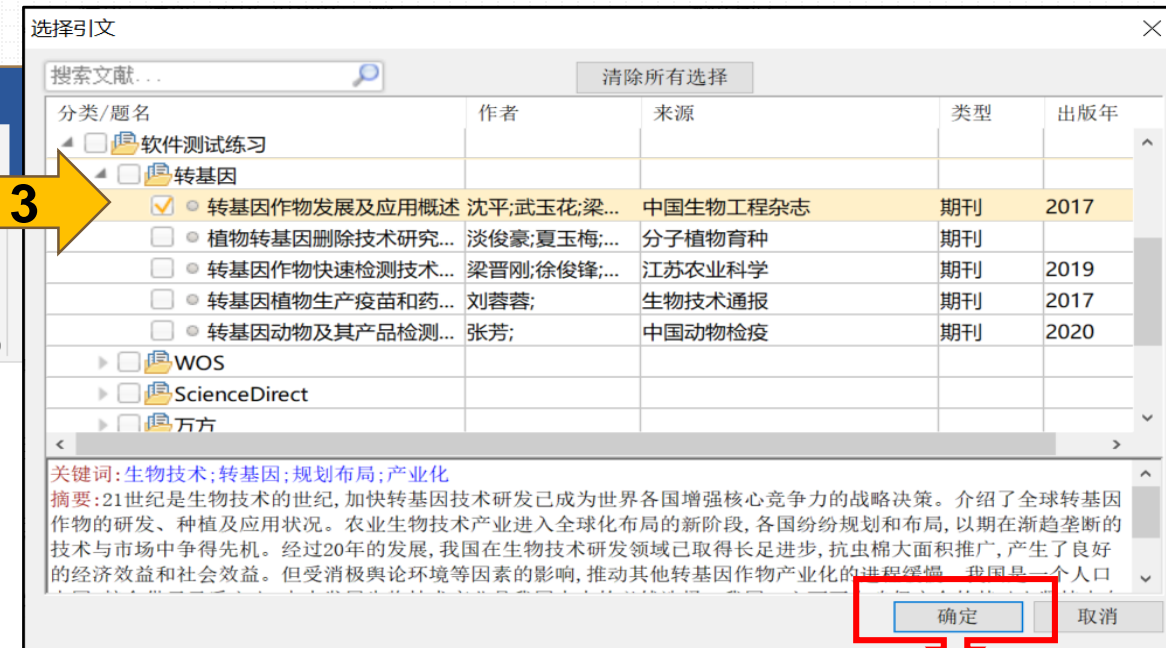 选择引文
搜索文献...
清除所有选择
分类/题名 作者 来源 类型 出版年
软件测试练习
转基因
3
转基因作物发展及应用概述 沈平;武玉花;梁... 中国生物工程杂志 期刊 2017
植物转基因删除技术研究... 淡俊豪;夏玉梅;... 分子植物育种 期刊
转基因作物快速检测技术... 梁晋刚;徐俊锋;... 江苏农业科学 期刊 2019
转基因植物生产疫苗和药... 刘蓉蓉; 生物技术通报 期刊 2017
转基因动物及其产品检测... 张芳; 中国动物检疫 期刊 2020
WOS
ScienceDirect
万方
关键词:生物技术;转基因;规划布局;产业化
摘要:21世纪是生物技术的世纪,加快转基因技术研发已成为世界各国增强核心竞争力的战略决策。介绍了全球转基因
作物的研发、种植及应用状况。农业生物技术产业进入全球化布局的新阶段,各国纷纷规划和布局,以期在渐趋垄断的
技术与市场中争得先机。经过20年的发展,我国在生物技术研发领域已取得长足进步,抗虫棉大面积推广,产生了良好
的经济效益和社会效益。但受消极舆论环境等因素的影响,推动其他转基因作物产业化的进程缓慢。我国是一个人口
确定
取消